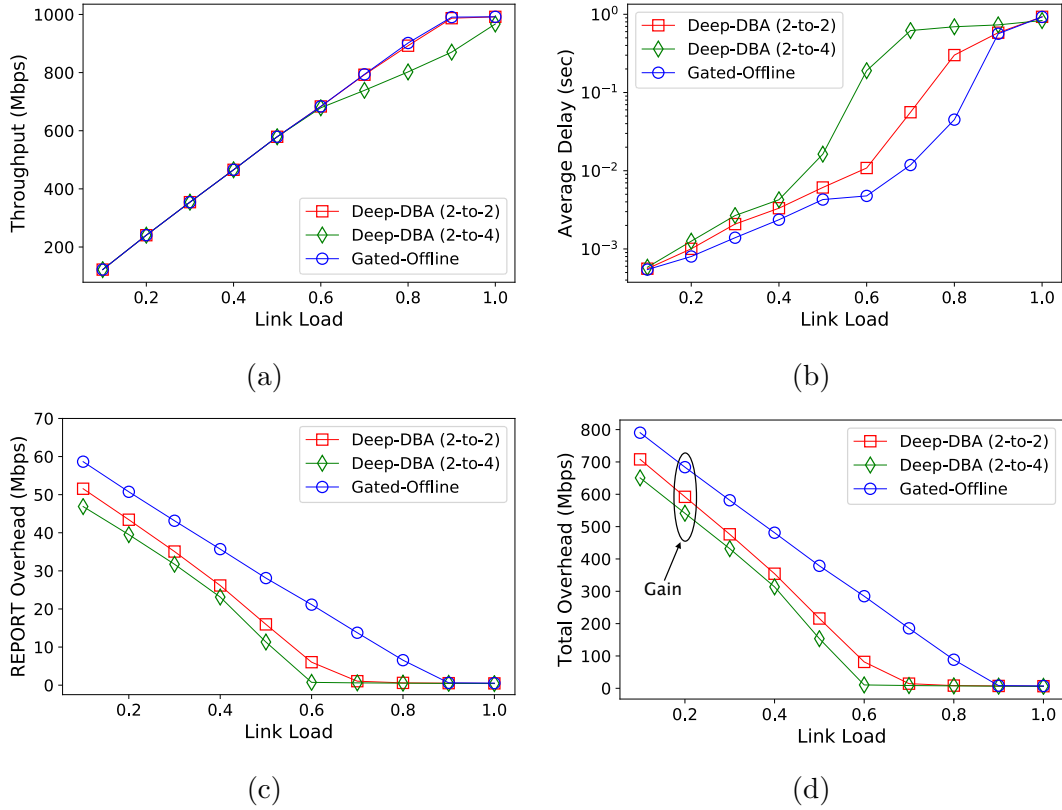 1000
800
600
400
200
Throughput (Mbps)
Deep-DBA (2-to-2)
Deep-DBA (2-to-4)
Gated-Offline
0.2 0.4 0.6 0.8 1.0
Link Load
(a)
10⁰
10⁻¹
10⁻²
10⁻³
Average Delay (sec)
Deep-DBA (2-to-2)
Deep-DBA (2-to-4)
Gated-Offline
0.2 0.4 0.6 0.8 1.0
Link Load
(b)
70
60
50
40
30
20
10
0
REPORT Overhead (Mbps)
Deep-DBA (2-to-2)
Deep-DBA (2-to-4)
Gated-Offline
0.2 0.4 0.6 0.8 1.0
Link Load
(c)
800
700
600
500
400
300
200
100
0
Total Overhead (Mbps)
Deep-DBA (2-to-2)
Deep-DBA (2-to-4)
Gated-Offline
Gain
0.2 0.4 0.6 0.8 1.0
Link Load
(d)